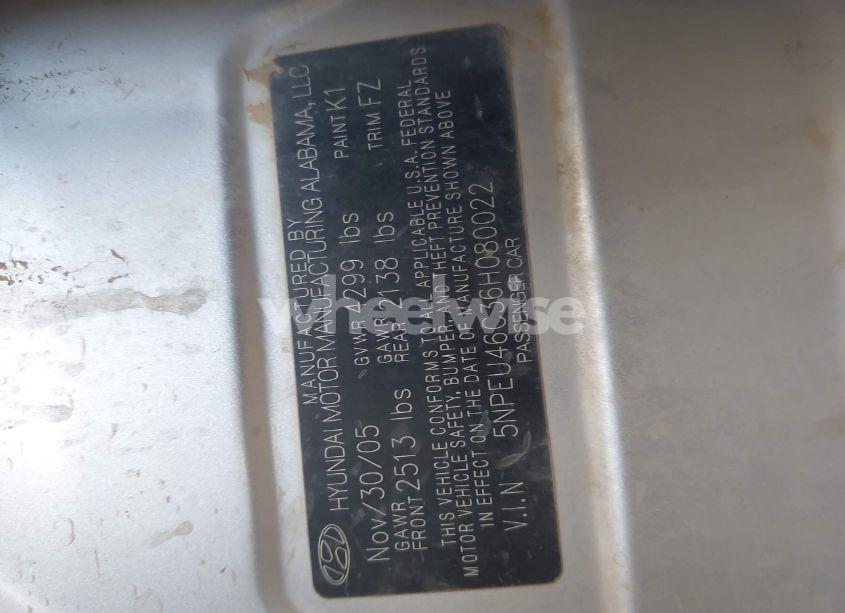 MANUFACTURED BY
HYUNDAI MOTOR MANUFACTURING ALABAMA, LLC
Nov/30/05 GVWR 4299 lbs PAINT K1
GAWR FRONT 2513 lbs GAWR REAR 2138 lbs TRIM FZ
THIS VEHICLE CONFORMS TO ALL APPLICABLE U.S.A. FEDERAL
MOTOR VEHICLE SAFETY, BUMPER, AND THEFT PREVENTION STANDARDS
IN EFFECT ON THE DATE OF MANUFACTURE SHOWN ABOVE
V.I.N
PASSENGER CAR
wheelwise